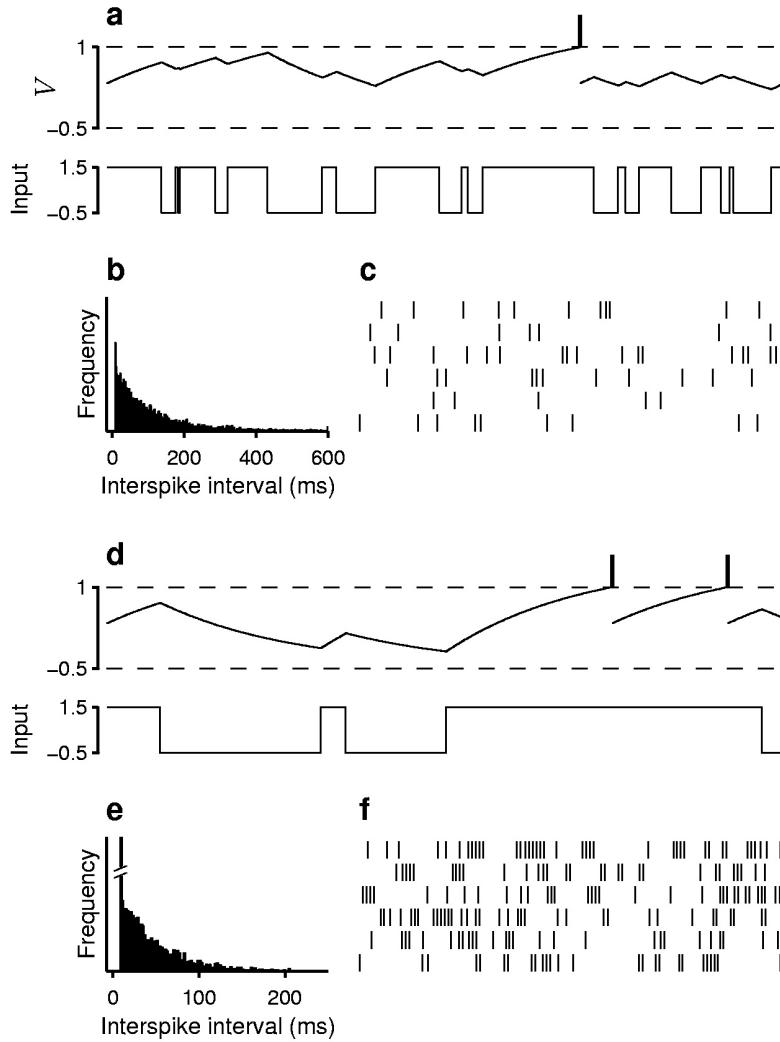 a
1
V
−0.5
1.5
Input
−0.5
b
c
Frequency
0 200 400 600
Interspike interval (ms)
d
1
−0.5
1.5
Input
−0.5
e
f
Frequency
0 100 200
Interspike interval (ms)